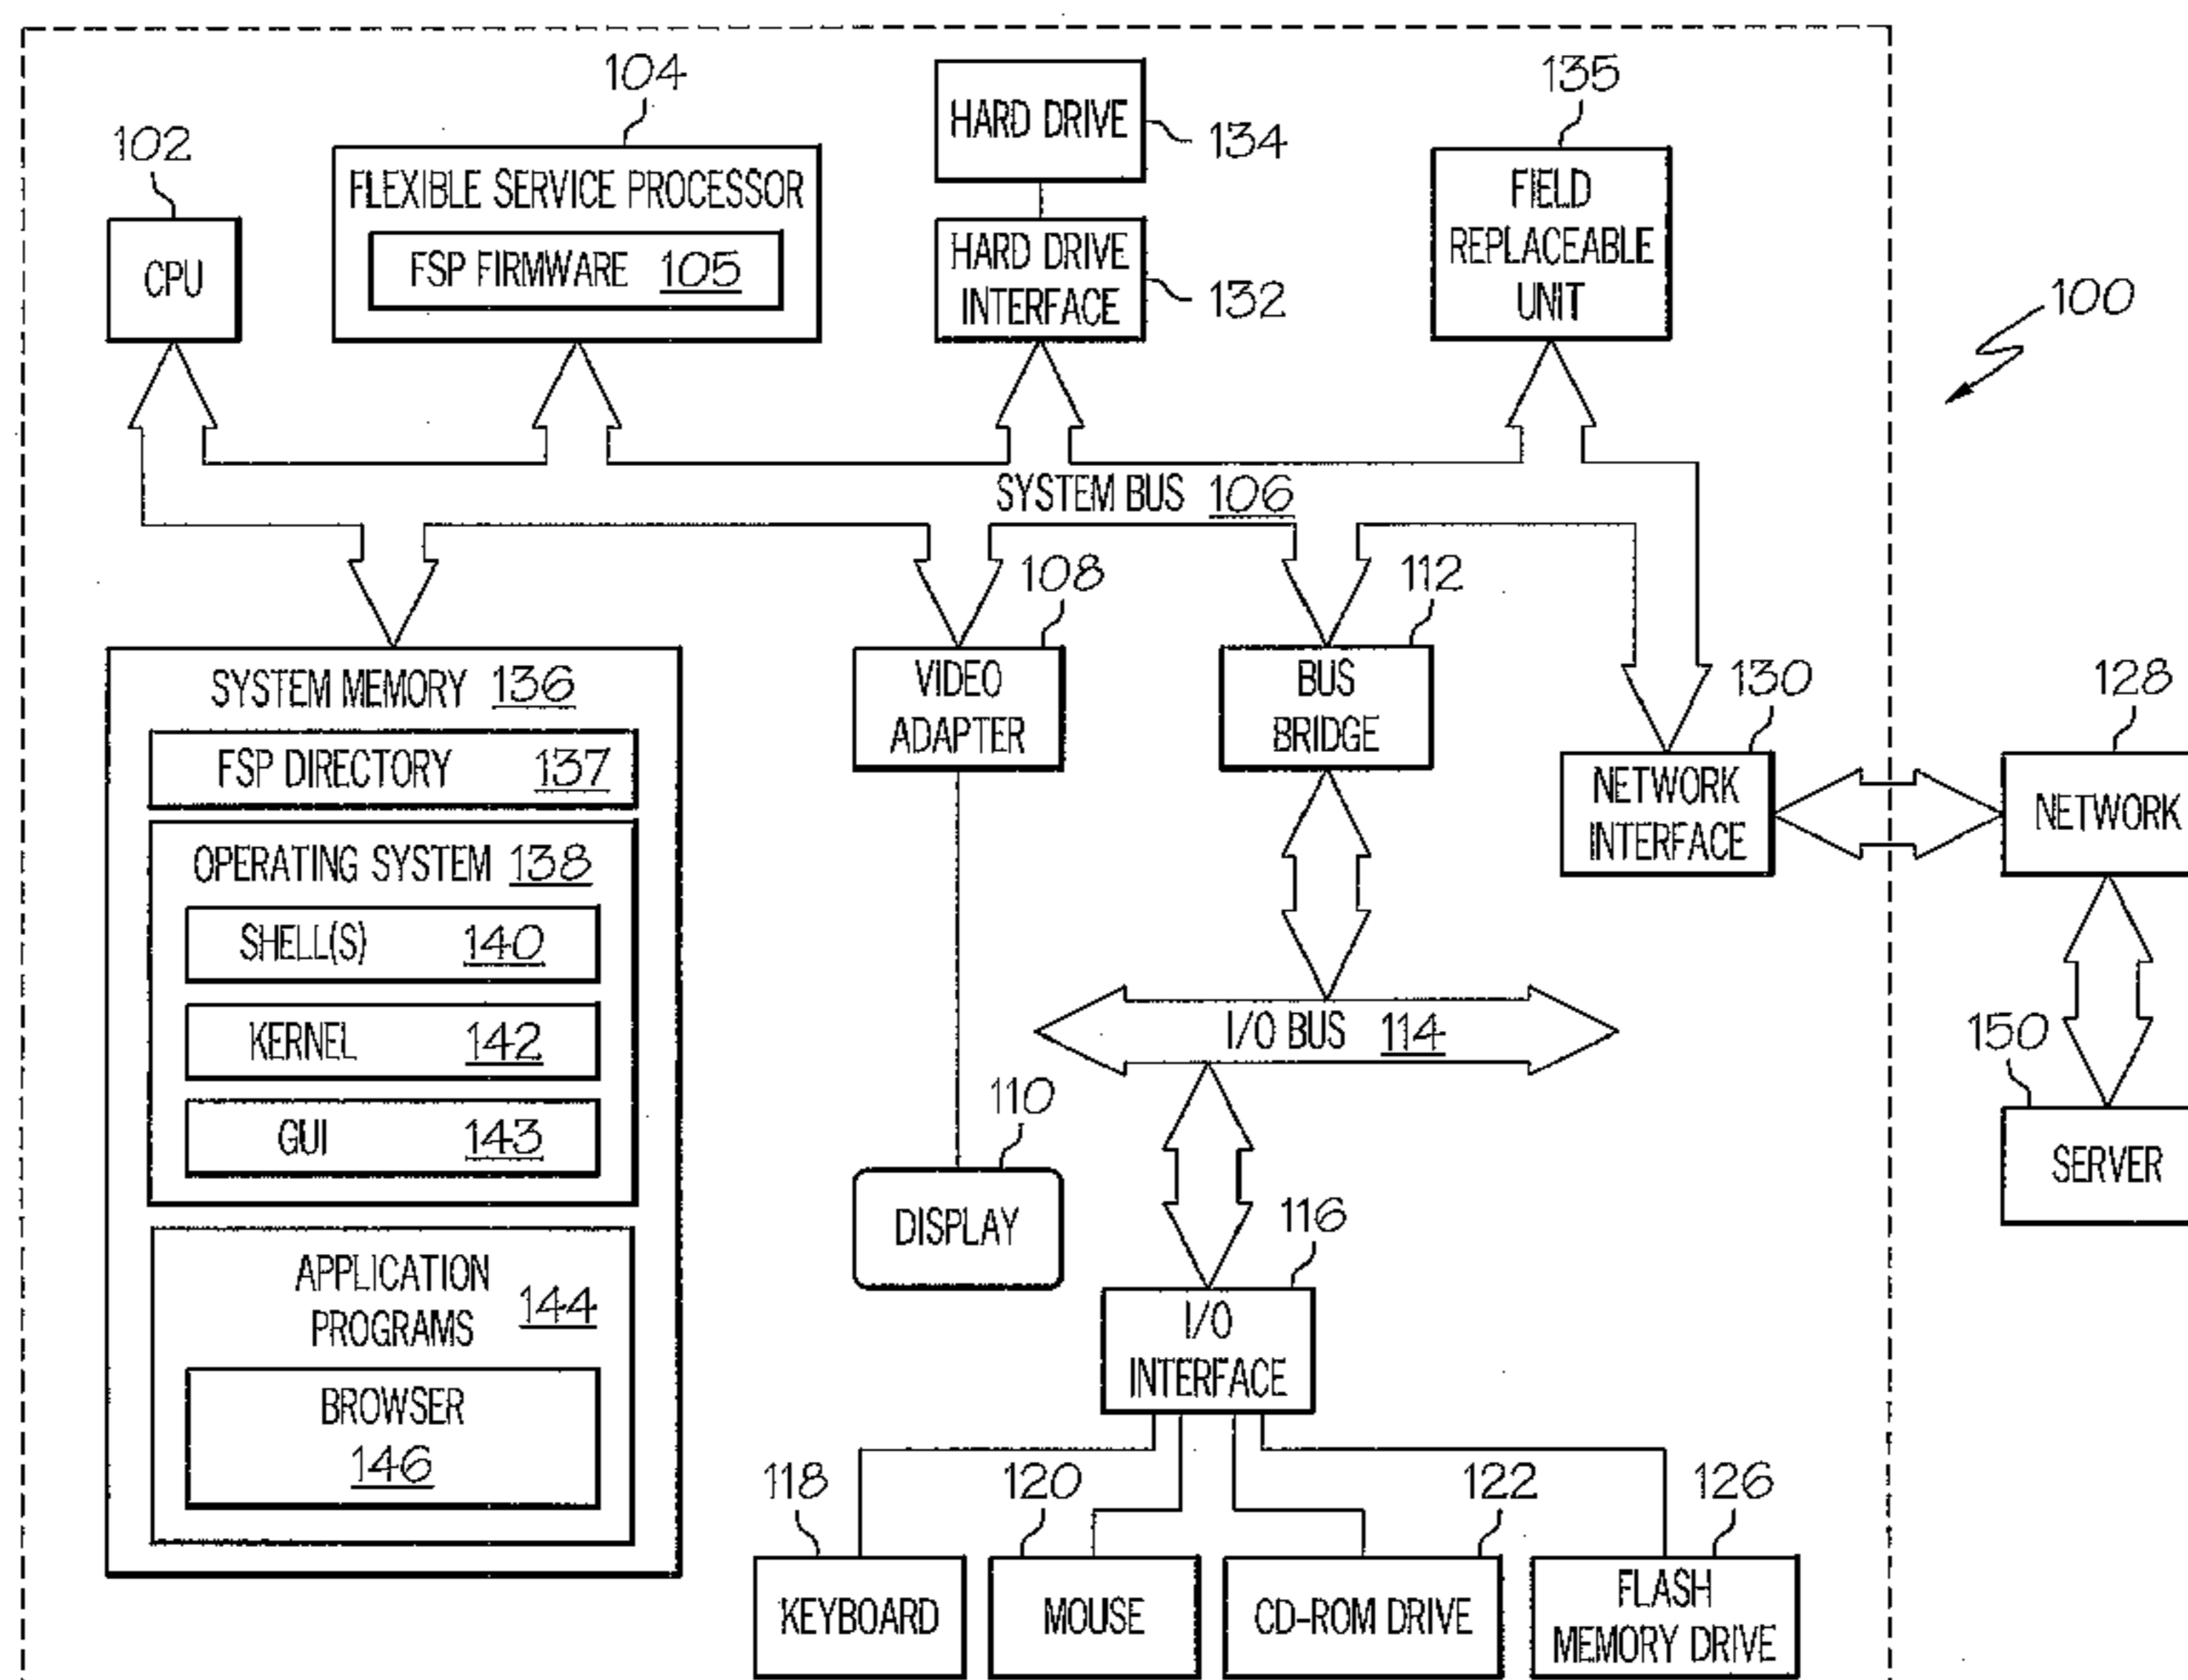 104
135
HARD DRIVE
134
102
FLEXIBLE SERVICE PROCESSOR
FSP FIRMWARE 105
CPU
HARD DRIVE
INTERFACE
132
FIELD
REPLACEABLE
UNIT
100
SYSTEM BUS 106
108
112
130
128
SYSTEM MEMORY 136
FSP DIRECTORY 137
OPERATING SYSTEM 138
SHELL(S) 140
KERNEL 142
GUI 143
APPLICATION
PROGRAMS
144
BROWSER
146
VIDEO
ADAPTER
BUS
BRIDGE
NETWORK
INTERFACE
NETWORK
I/O BUS 114
150
SERVER
110
DISPLAY
116
I/O
INTERFACE
118
120
122
126
KEYBOARD
MOUSE
CD-ROM DRIVE
FLASH
MEMORY DRIVE